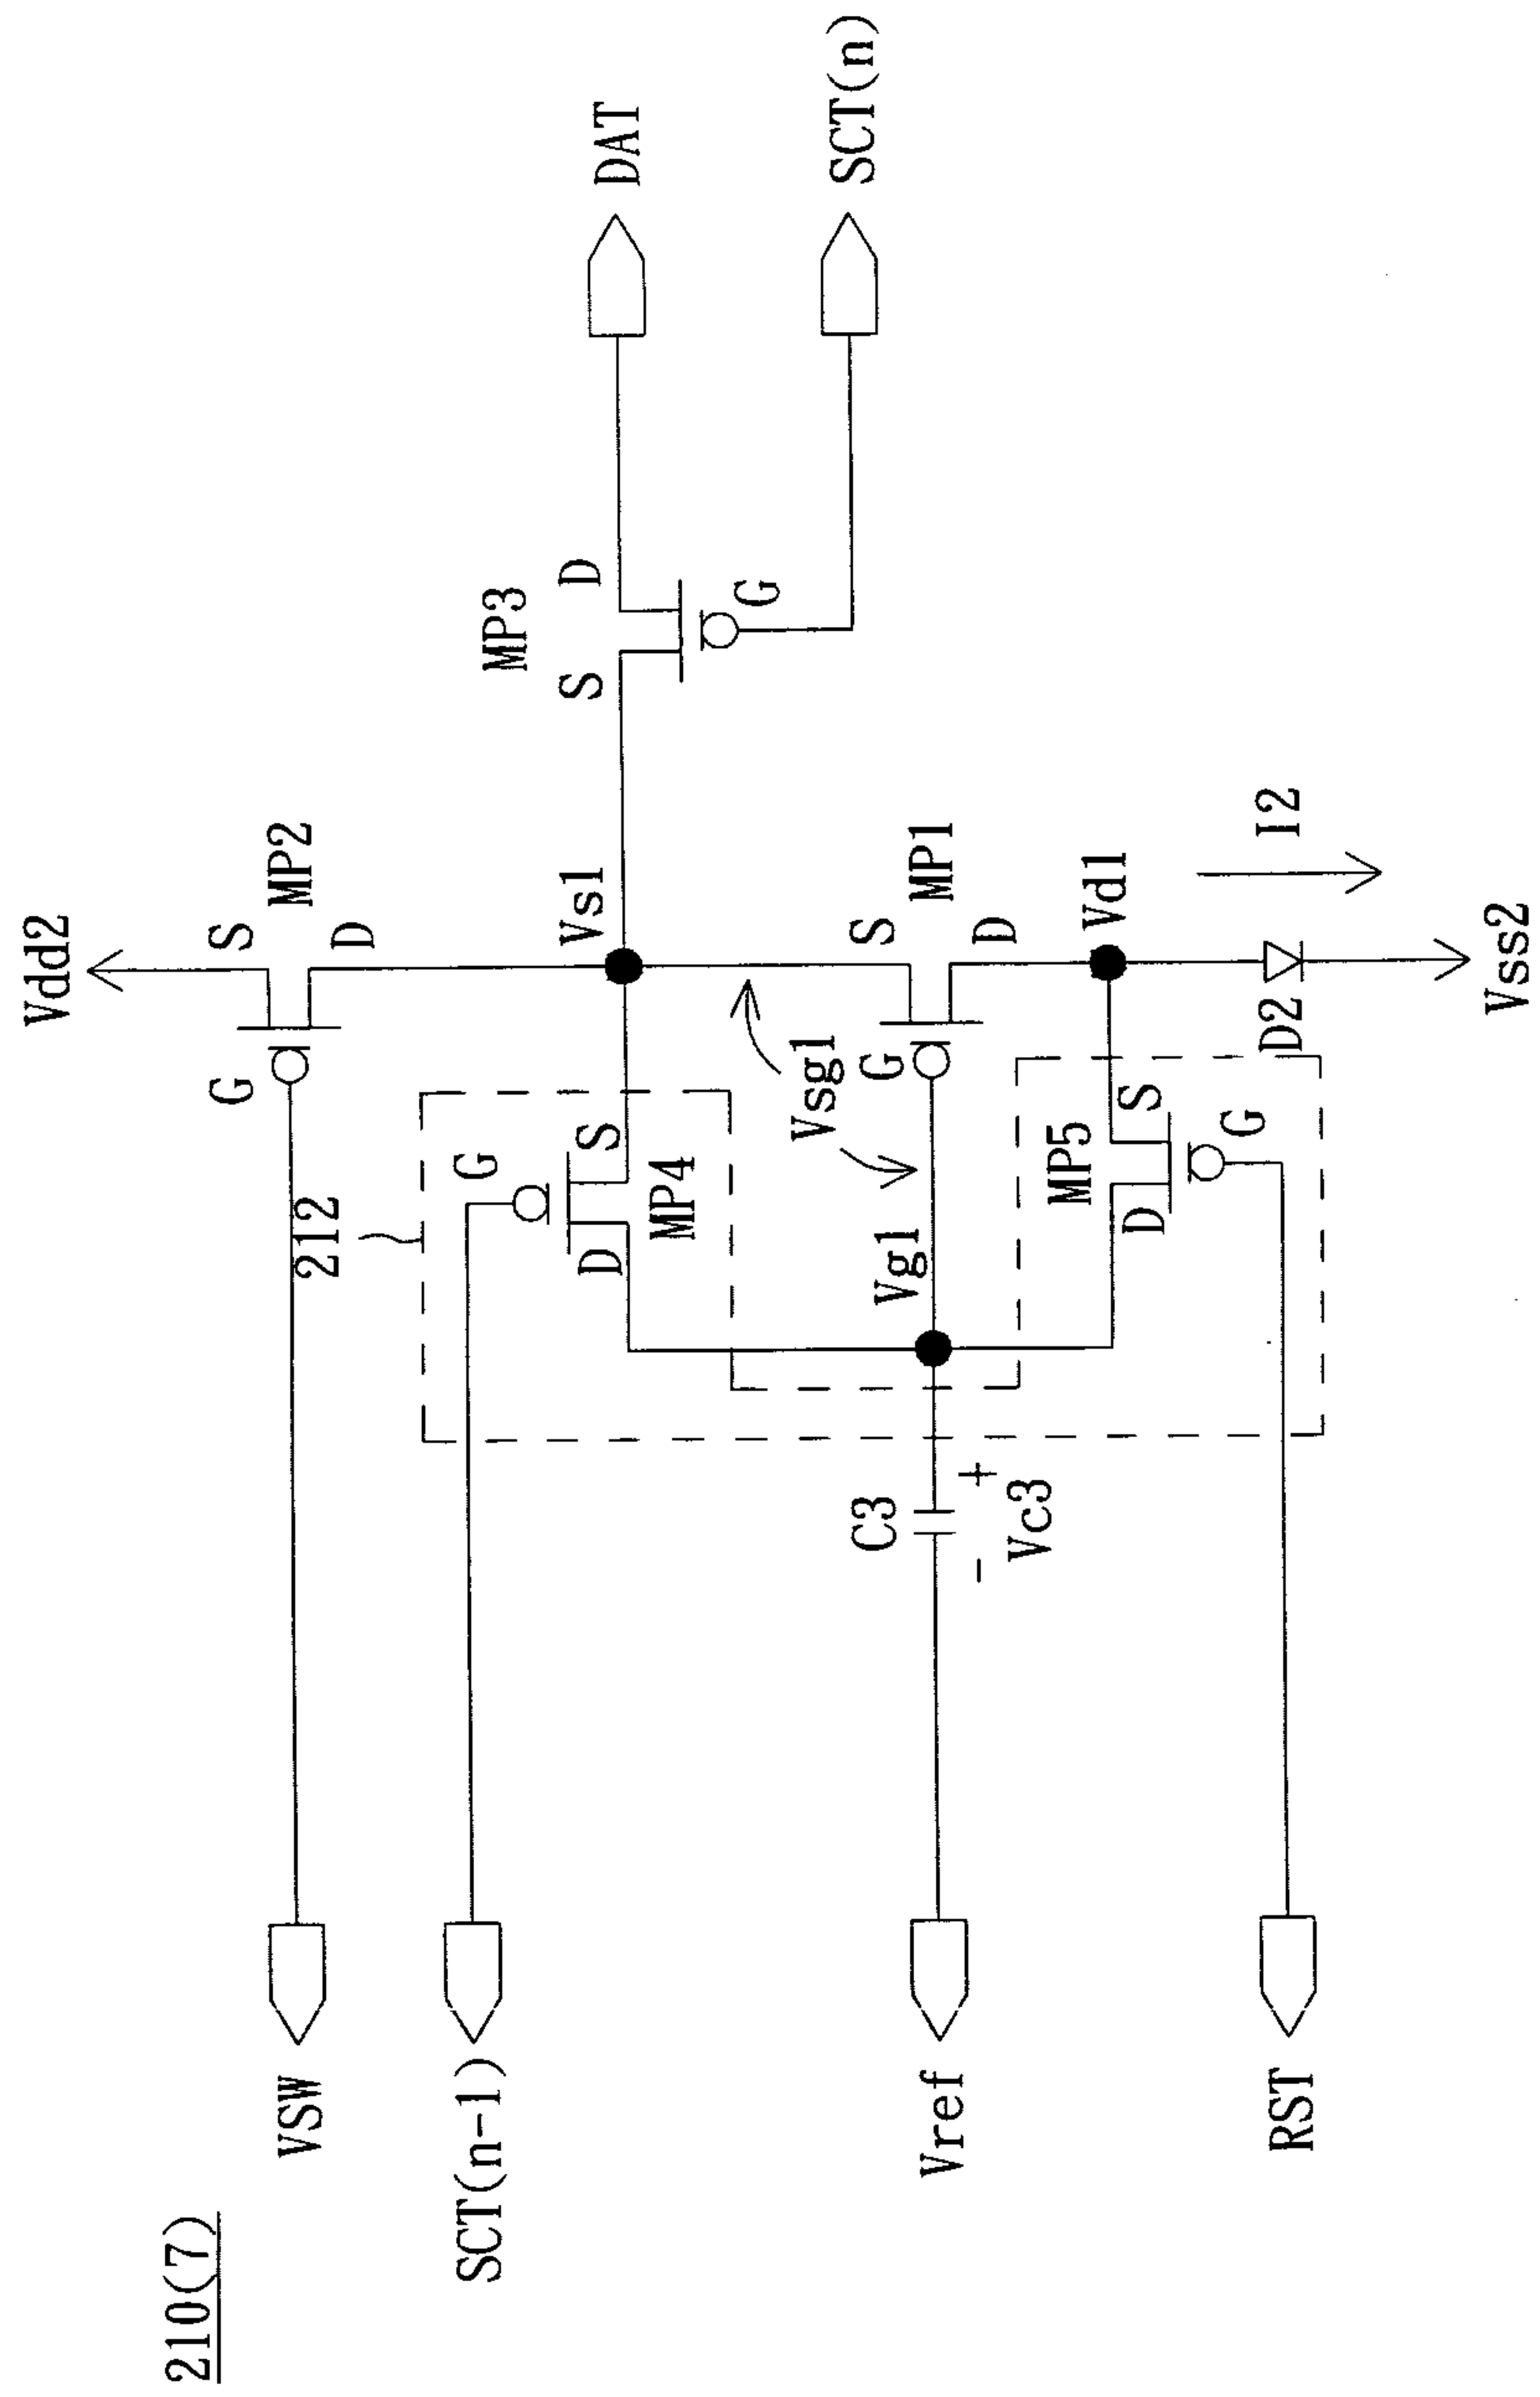 210(7)
Vdd2
VSW
G
S
MP2
D
212
SCT(n-1)
G
S
D
MP4
Vs1
MP3
S
D
G
DAT
SCT(n)
Vsg1
Vref
C3
- +
Vc3
Vg1
G
S
MP1
D
Vd1
MP5
S
D
G
RST
D2
I2
Vss2